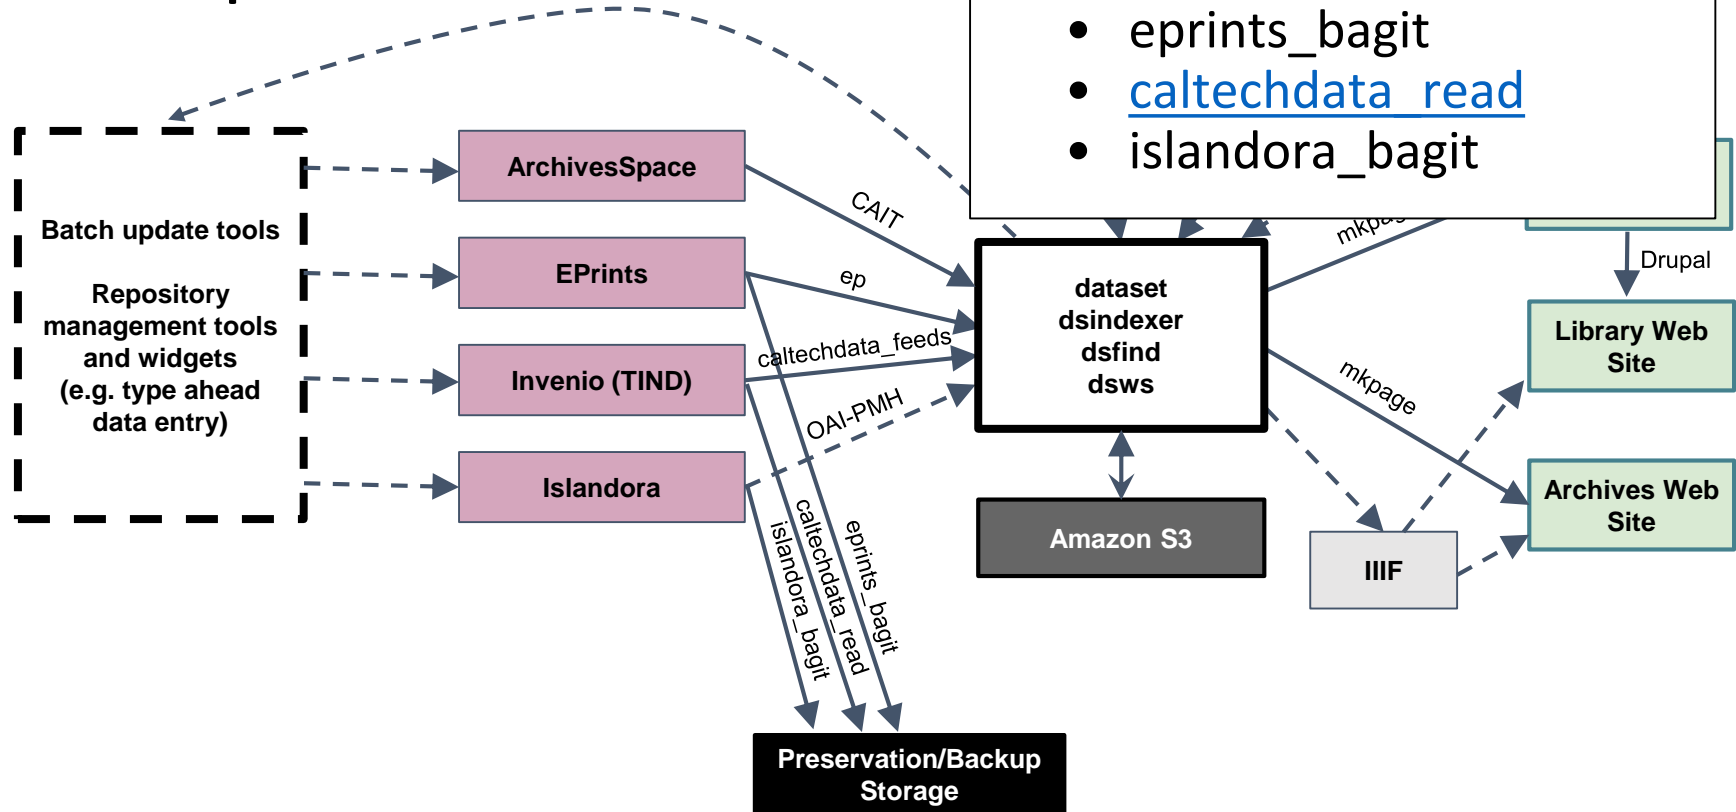 • eprints_bagit
• caltechdata_read
• islandora_bagit
Batch update tools
Repository
management tools
and widgets
(e.g. type ahead
data entry)
ArchivesSpace
EPrints
Invenio (TIND)
Islandora
CAIT
ep
caltechdata_feeds
OAI-PMH
dataset
dsindexer
dsfind
dsws
Amazon S3
mkpage
Drupal
Library Web
Site
Archives Web
Site
IIIF
islandora_bagit
caltechdata_read
eprints_bagit
Preservation/Backup
Storage